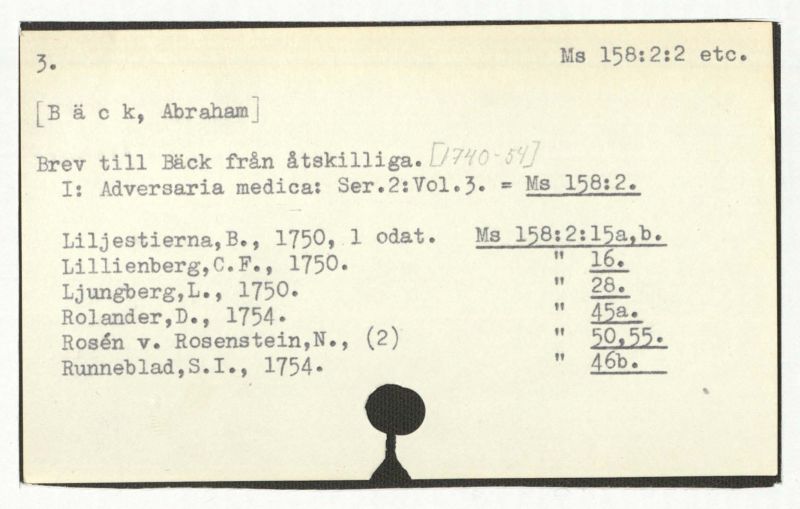 3. Ms 158:2:2 etc.
[B ä c k, Abraham]
Brev till Bäck från åtskilliga. [1740-54]
I: Adversaria medica: Ser.2:Vol.3. = Ms 158:2.
Liljestierna,B., 1750, 1 odat. Ms 158:2:15a,b.
Lillienberg,C.F., 1750. " 16.
Ljungberg,L., 1750. " 28.
Rolander,D., 1754. " 45a.
Rosén v. Rosenstein,N., (2) " 50,55.
Runneblad,S.I., 1754. " 46b.